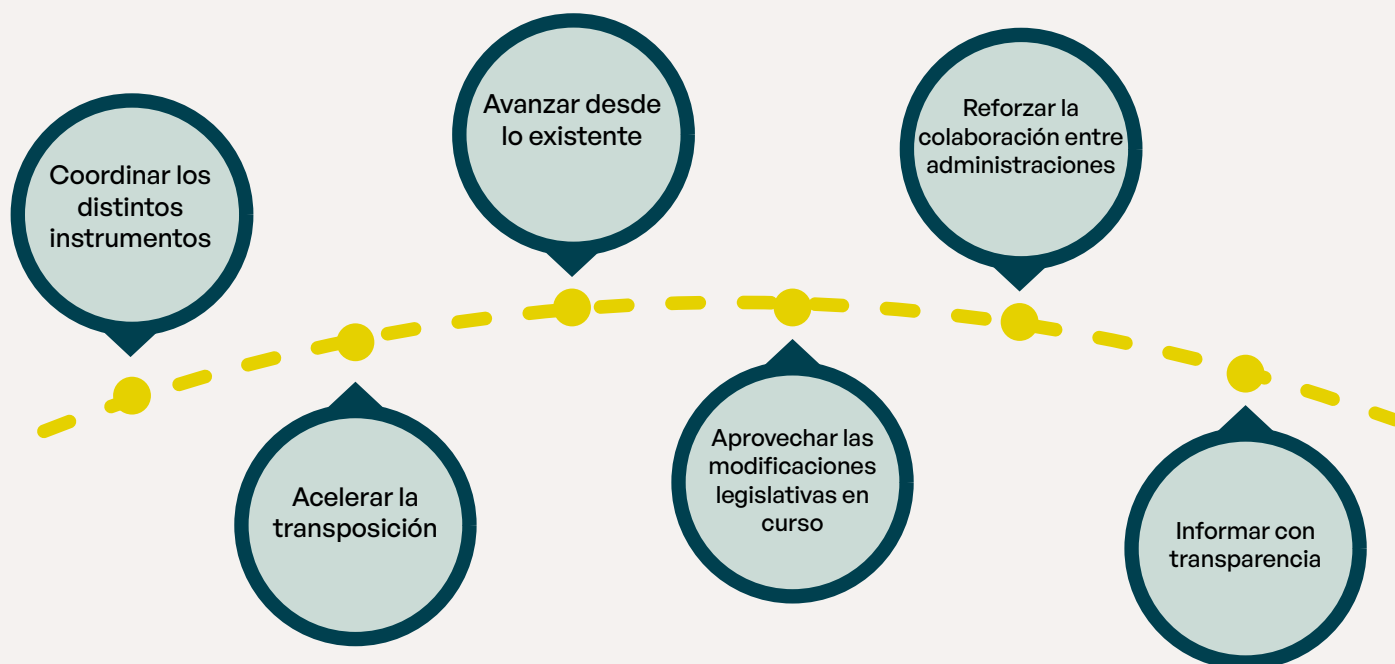 Coordinar los
distintos
instrumentos
Acelerar la
transposición
Avanzar desde
lo existente
Aprovechar las
modificaciones
legislativas en
curso
Reforzar la
colaboración entre
administraciones
Informar con
transparencia